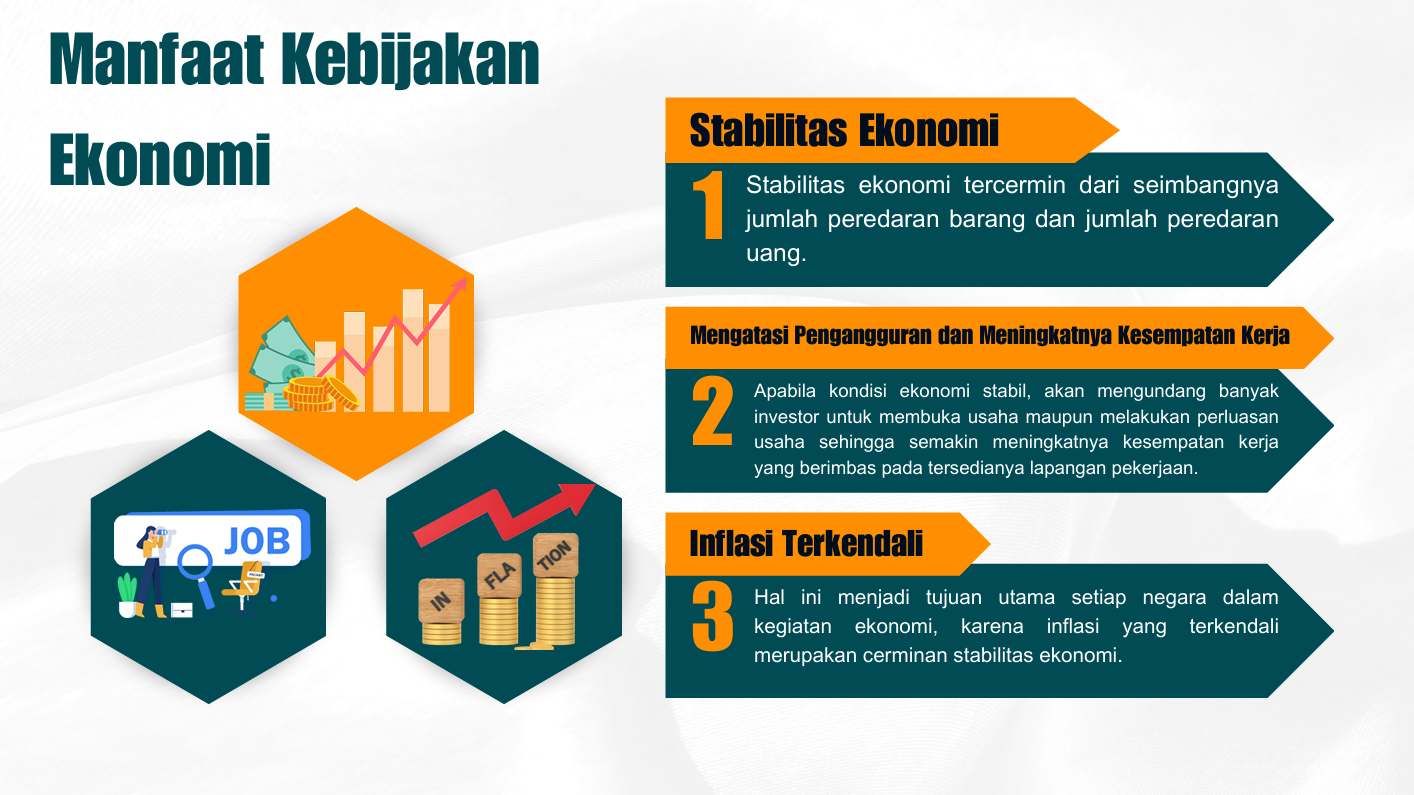 Manfaat Kebijakan
Ekonomi
JOB
IN
FLA
TION
Stabilitas Ekonomi
1
Stabilitas ekonomi tercermin dari seimbangnya
jumlah peredaran barang dan jumlah peredaran
uang.
Mengatasi Pengangguran dan Meningkatnya Kesempatan Kerja
2
Apabila kondisi ekonomi stabil, akan mengundang banyak
investor untuk membuka usaha maupun melakukan perluasan
usaha sehingga semakin meningkatnya kesempatan kerja
yang berimbas pada tersedianya lapangan pekerjaan.
Inflasi Terkendali
3
Hal ini menjadi tujuan utama setiap negara dalam
kegiatan ekonomi, karena inflasi yang terkendali
merupakan cerminan stabilitas ekonomi.